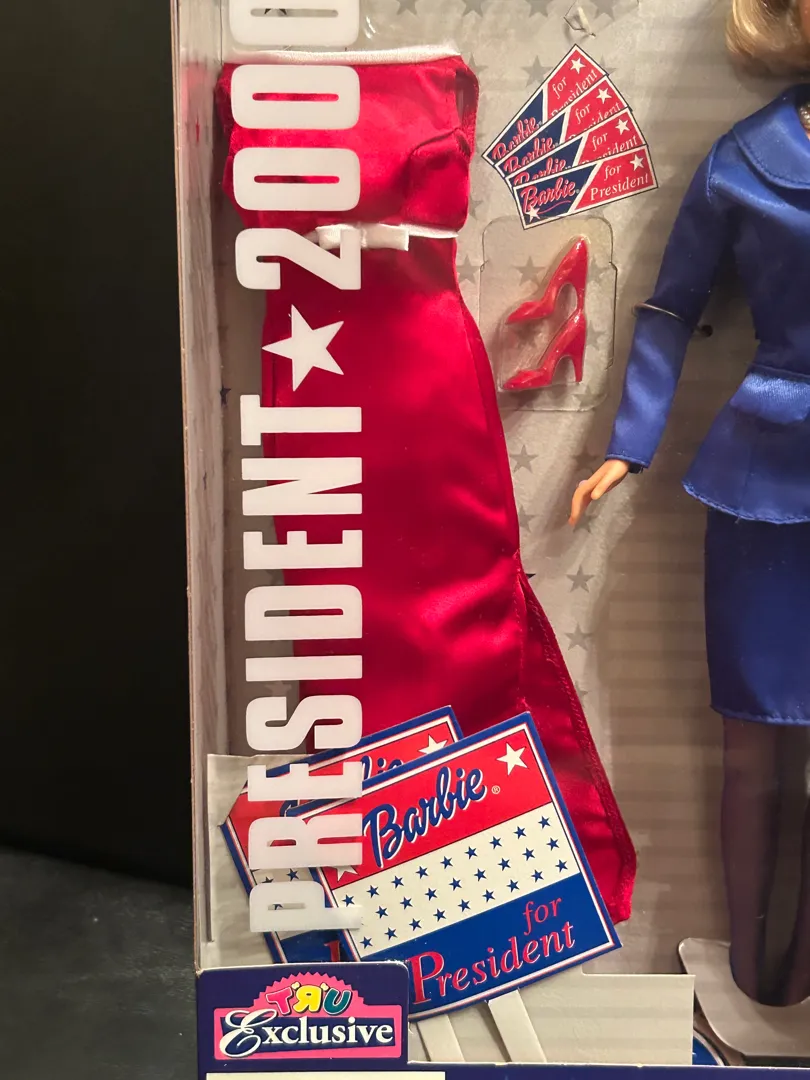 PRESIDENT★200
for
President
Barbie
for
President
Barbie
for
President
Barbie
Barbie
for
President
Barbie®
for
President
TRU
Exclusive